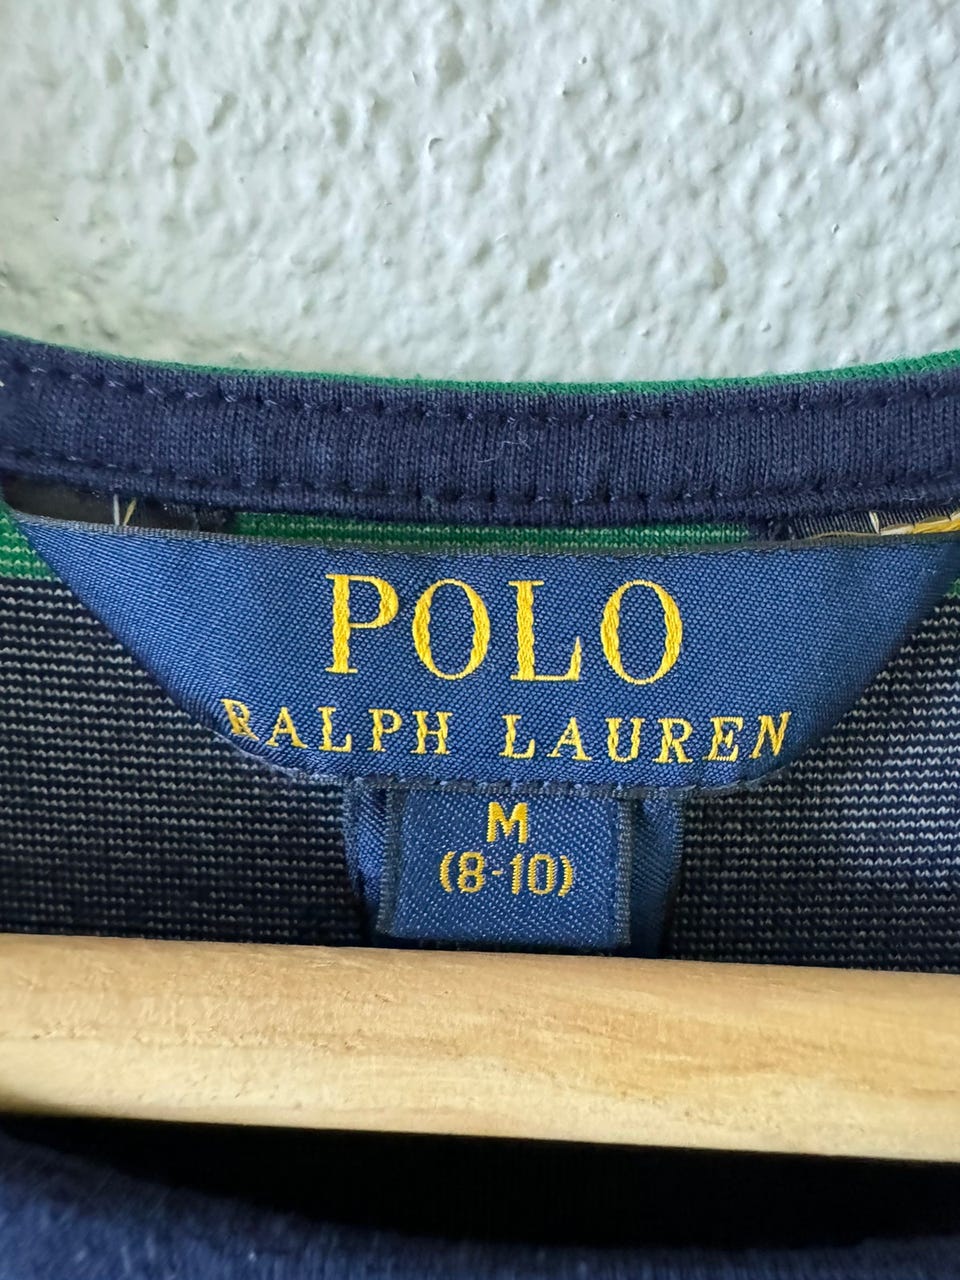 POLO
RALPH LAUREN
M
(8-10)